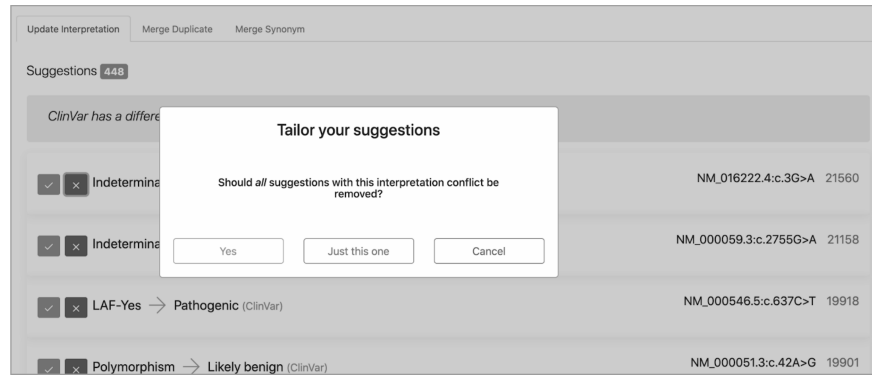 Update Interpretation Merge Duplicate Merge Synonym
Suggestions 448
ClinVar has a differe
Tailor your suggestions
Should all suggestions with this interpretation conflict be
removed?
Yes Just this one Cancel
Indetermina NM_016222.4:c.3G>A 21560
Indetermina NM_000059.3:c.2755G>A 21158
LAF-Yes → Pathogenic (ClinVar) NM_000546.5:c.637C>T 19918
Polymorphism → Likely benign (ClinVar) NM_000051.3:c.42A>G 19901